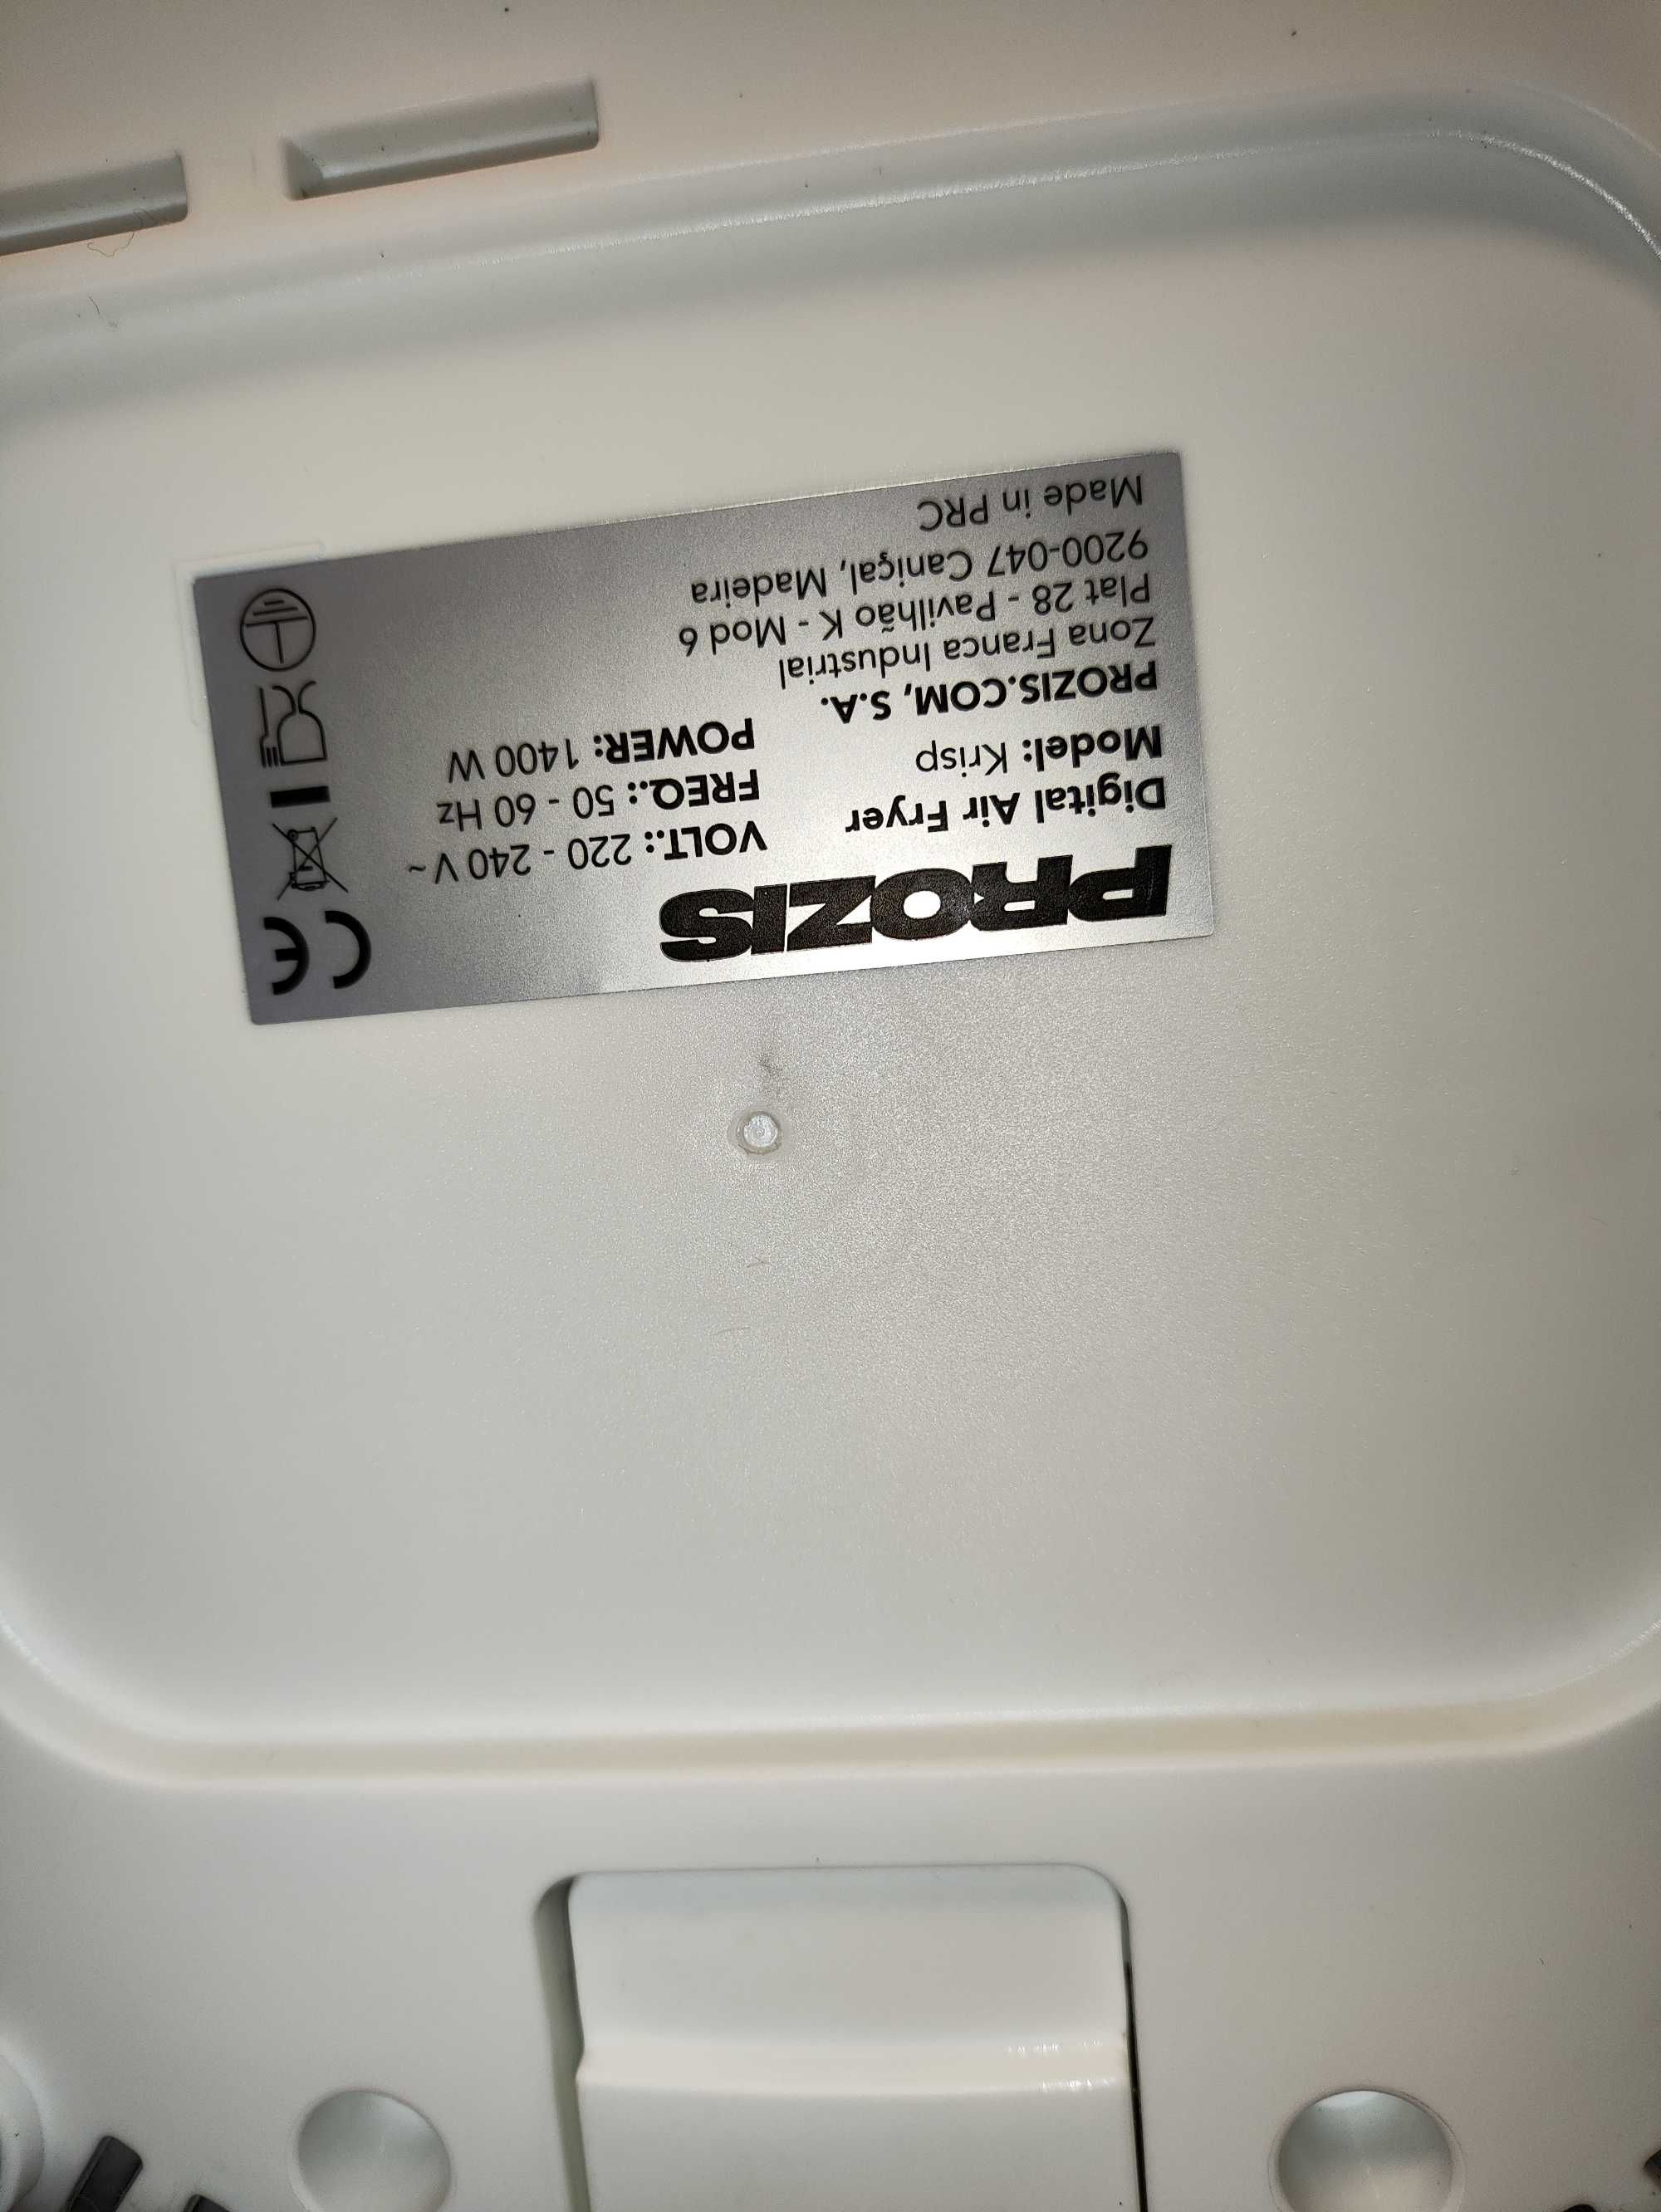 PROZIS
Digital Air Fryer
Model: Krisp
PROZIS.COM, S.A.
Zona Franca Industrial
Plat 28 - Pavilhão K - Mod 6
9200-047 Caniçal, Madeira
Made in PRC
VOLT.: 220 - 240 V ~
FREQ.: 50 - 60 Hz
POWER: 1400 W
CE